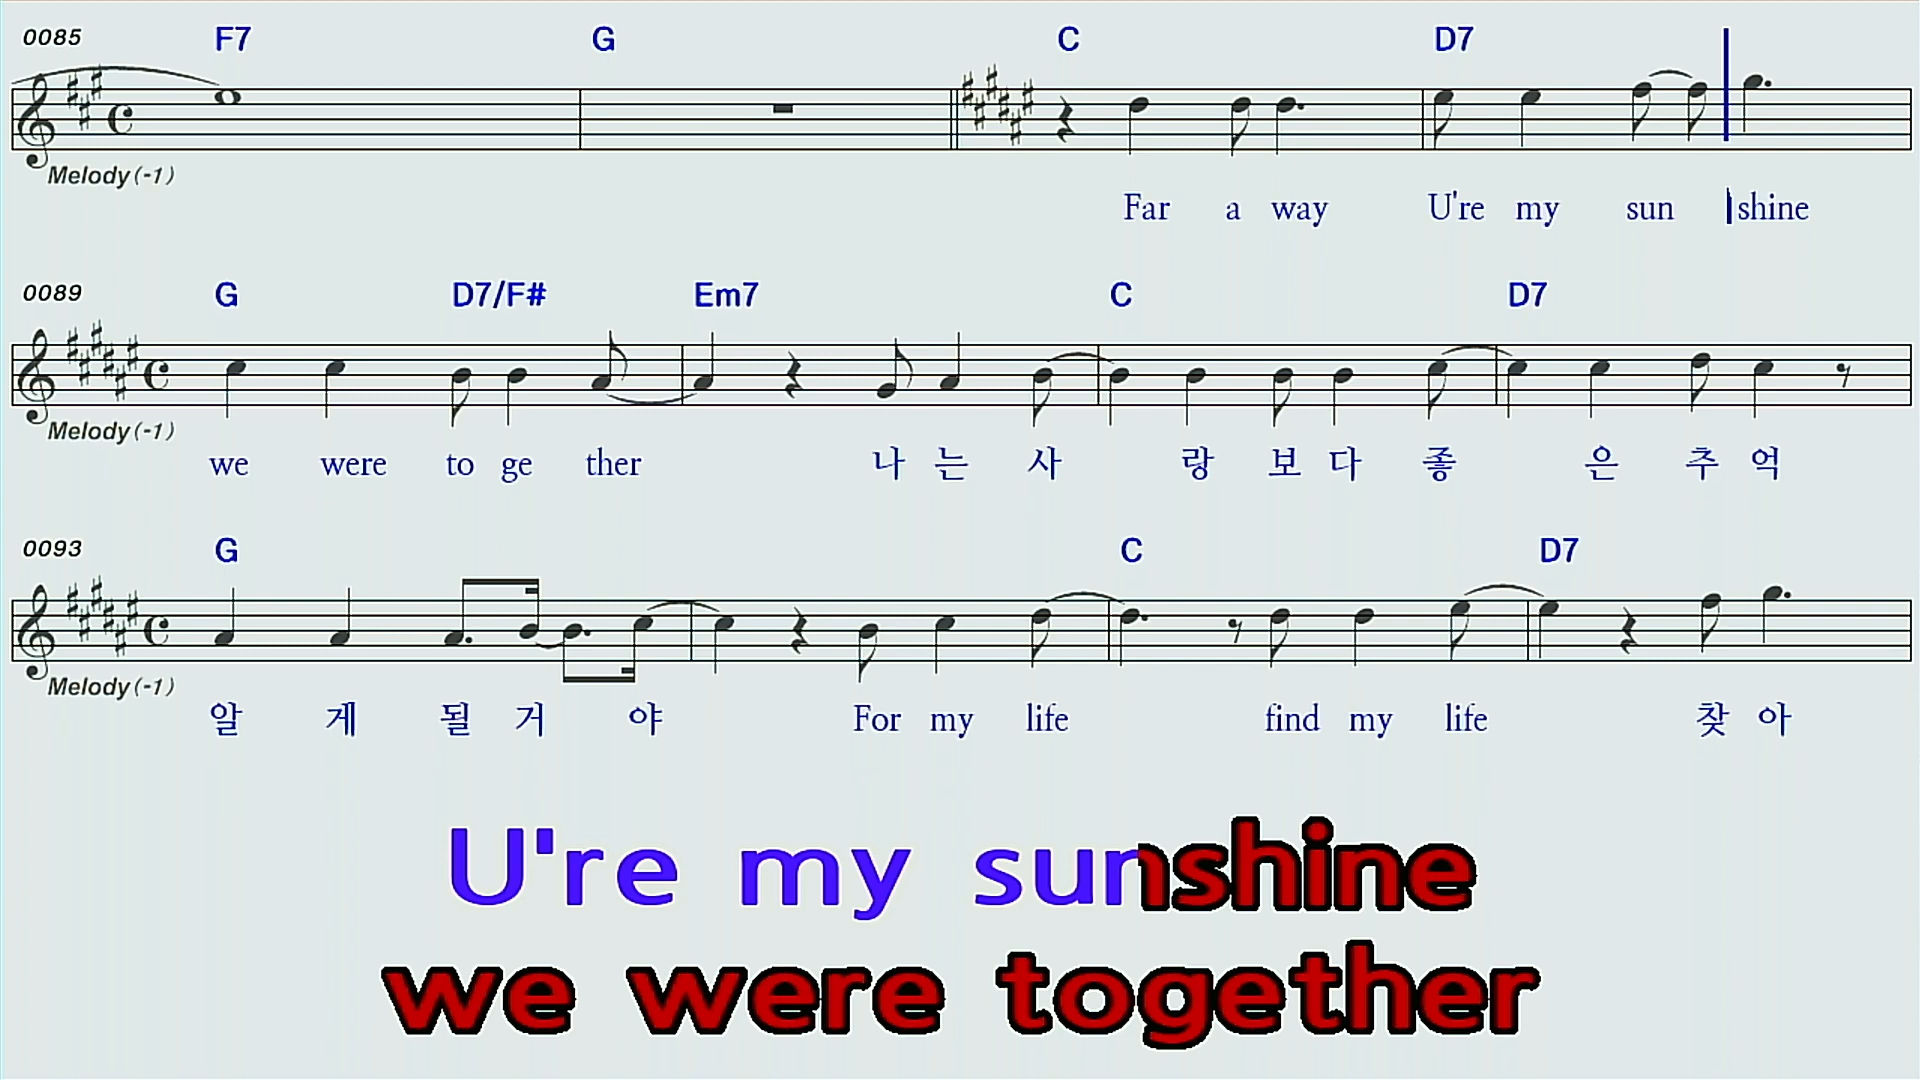 0085 F7 G C D7
Melody(-1)
Far a way U're my sun shine
0089 G D7/F# Em7 C D7
Melody(-1)
we were to ge ther 나 는 사 랑 보 다 좋 은 추 억
0093 G C D7
Melody(-1)
알 게 될 거 야 For my life find my life 찾 아
U're my sunshine
we were together